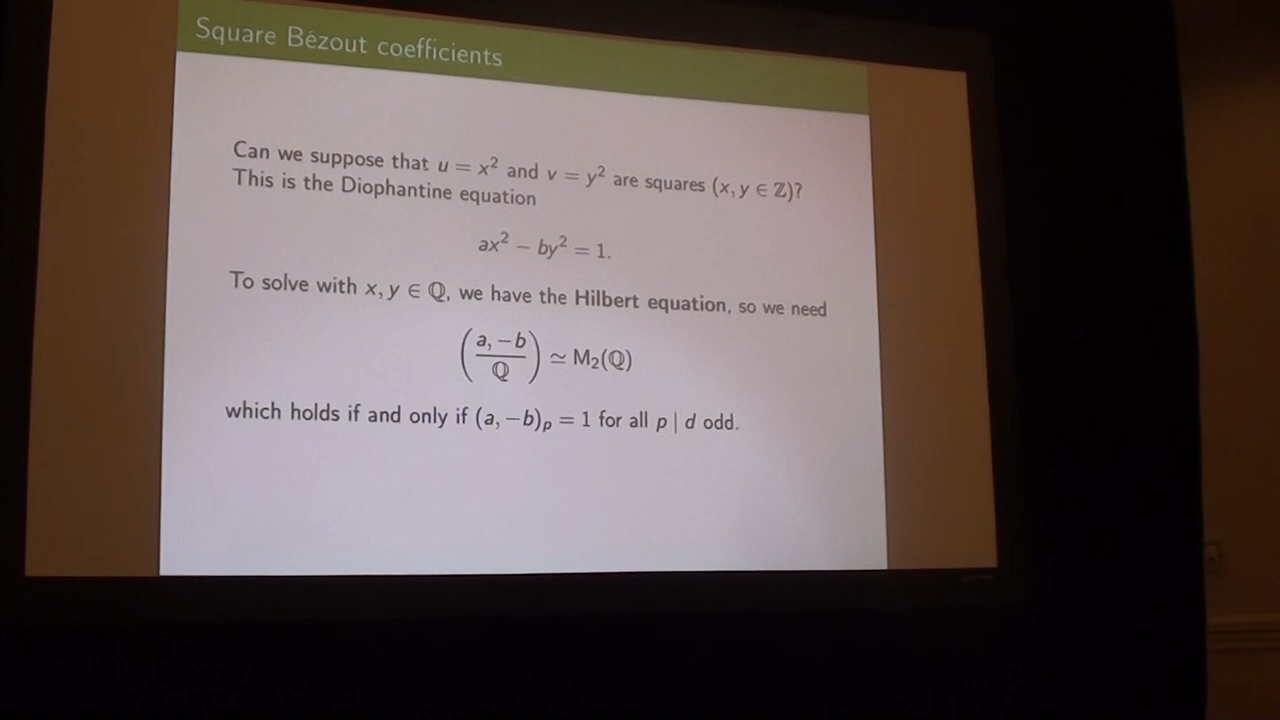 Square Bézout coefficients
Can we suppose that u = x² and v = y² are squares (x, y ∈ ℤ)?
This is the Diophantine equation
ax² − by² = 1.
To solve with x, y ∈ ℚ, we have the Hilbert equation, so we need
(a, −b / ℚ) ≃ M₂(ℚ)
which holds if and only if (a, −b)ₚ = 1 for all p | d odd.